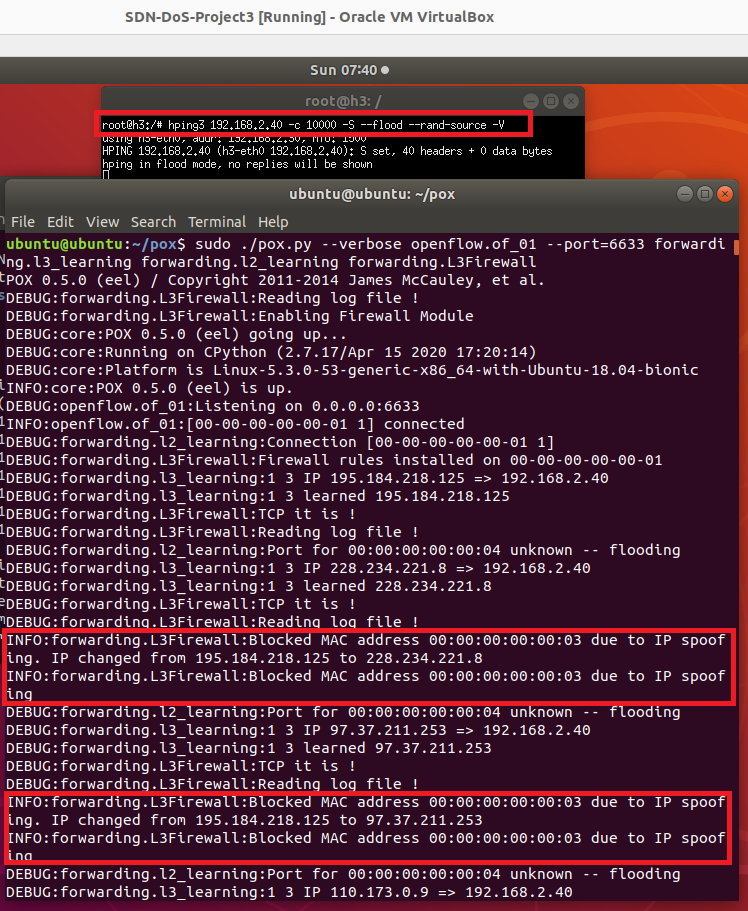 SDN-DoS-Project3 [Running] - Oracle VM VirtualBox
Sun 07:40
root@h3: /
root@h3:/# hping3 192.168.2.40 -c 10000 -S --flood --rand-source -V
using h3-eth0, addr: 192.168.2.30, MTU: 1500
HPING 192.168.2.40 (h3-eth0 192.168.2.40): S set, 40 headers + 0 data bytes
hping in flood mode, no replies will be shown
ubuntu@ubuntu: ~/pox
File Edit View Search Terminal Help
ubuntu@ubuntu:~/pox$ sudo ./pox.py --verbose openflow.of_01 --port=6633 forwardi
ng.l3_learning forwarding.l2_learning forwarding.L3Firewall
POX 0.5.0 (eel) / Copyright 2011-2014 James McCauley, et al.
DEBUG:forwarding.L3Firewall:Reading log file !
DEBUG:forwarding.L3Firewall:Enabling Firewall Module
DEBUG:core:POX 0.5.0 (eel) going up...
DEBUG:core:Running on CPython (2.7.17/Apr 15 2020 17:20:14)
DEBUG:core:Platform is Linux-5.3.0-53-generic-x86_64-with-Ubuntu-18.04-bionic
INFO:core:POX 0.5.0 (eel) is up.
DEBUG:openflow.of_01:Listening on 0.0.0.0:6633
INFO:openflow.of_01:[00-00-00-00-00-01 1] connected
DEBUG:forwarding.l2_learning:Connection [00-00-00-00-00-01 1]
DEBUG:forwarding.L3Firewall:Firewall rules installed on 00-00-00-00-00-01
DEBUG:forwarding.l3_learning:1 3 IP 195.184.218.125 => 192.168.2.40
DEBUG:forwarding.l3_learning:1 3 learned 195.184.218.125
DEBUG:forwarding.L3Firewall:TCP it is !
DEBUG:forwarding.L3Firewall:Reading log file !
DEBUG:forwarding.l2_learning:Port for 00:00:00:00:00:04 unknown -- flooding
DEBUG:forwarding.l3_learning:1 3 IP 228.234.221.8 => 192.168.2.40
DEBUG:forwarding.l3_learning:1 3 learned 228.234.221.8
DEBUG:forwarding.L3Firewall:TCP it is !
DEBUG:forwarding.L3Firewall:Reading log file !
INFO:forwarding.L3Firewall:Blocked MAC address 00:00:00:00:00:03 due to IP spoof
ing. IP changed from 195.184.218.125 to 228.234.221.8
INFO:forwarding.L3Firewall:Blocked MAC address 00:00:00:00:00:03 due to IP spoof
ing
DEBUG:forwarding.l2_learning:Port for 00:00:00:00:00:04 unknown -- flooding
DEBUG:forwarding.l3_learning:1 3 IP 97.37.211.253 => 192.168.2.40
DEBUG:forwarding.l3_learning:1 3 learned 97.37.211.253
DEBUG:forwarding.L3Firewall:TCP it is !
DEBUG:forwarding.L3Firewall:Reading log file !
INFO:forwarding.L3Firewall:Blocked MAC address 00:00:00:00:00:03 due to IP spoof
ing. IP changed from 195.184.218.125 to 97.37.211.253
INFO:forwarding.L3Firewall:Blocked MAC address 00:00:00:00:00:03 due to IP spoof
ing
DEBUG:forwarding.l2_learning:Port for 00:00:00:00:00:04 unknown -- flooding
DEBUG:forwarding.l3_learning:1 3 IP 110.173.0.9 => 192.168.2.40